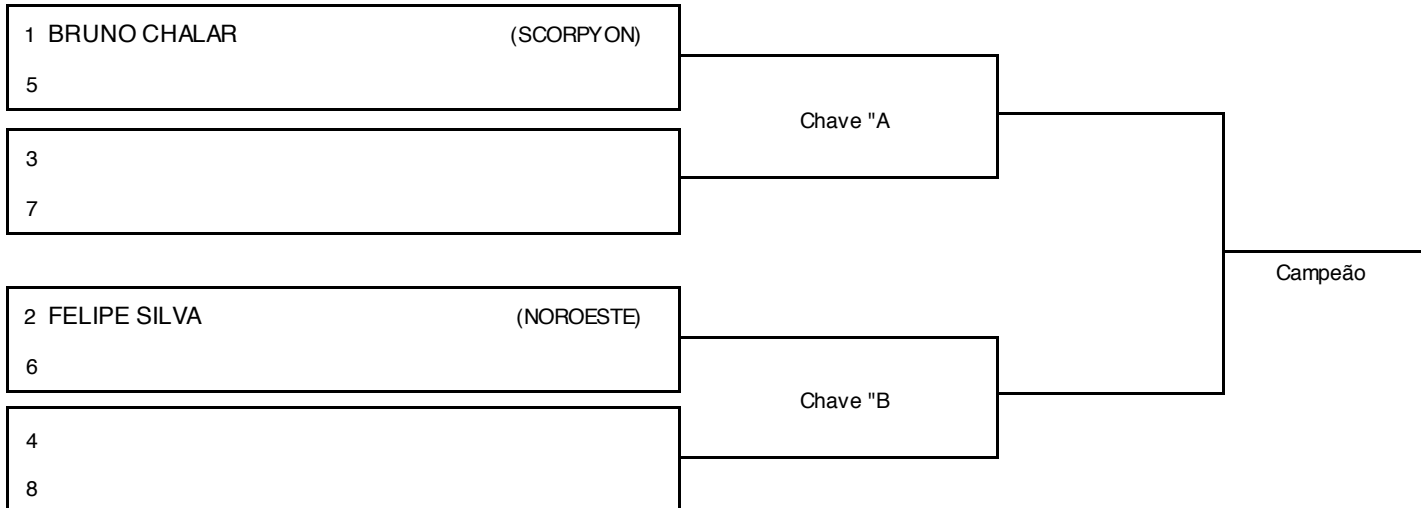 1 BRUNO CHALAR (SCORPYON)
5
Chave "A
3
7
Campeão
2 FELIPE SILVA (NOROESTE)
6
Chave "B
4
8